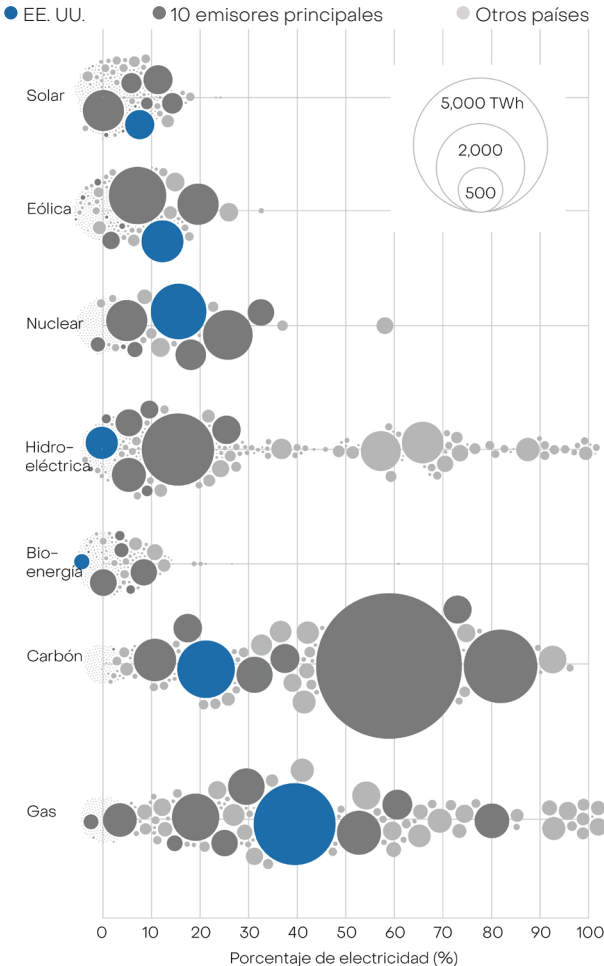 EE. UU.
10 emisores principales
Otros países
5,000 TWh
2,000
500
Solar
Eólica
Nuclear
Hidro-
eléctrica
Bio-
energía
Carbón
Gas
0 10 20 30 40 50 60 70 80 90 100
Porcentaje de electricidad (%)